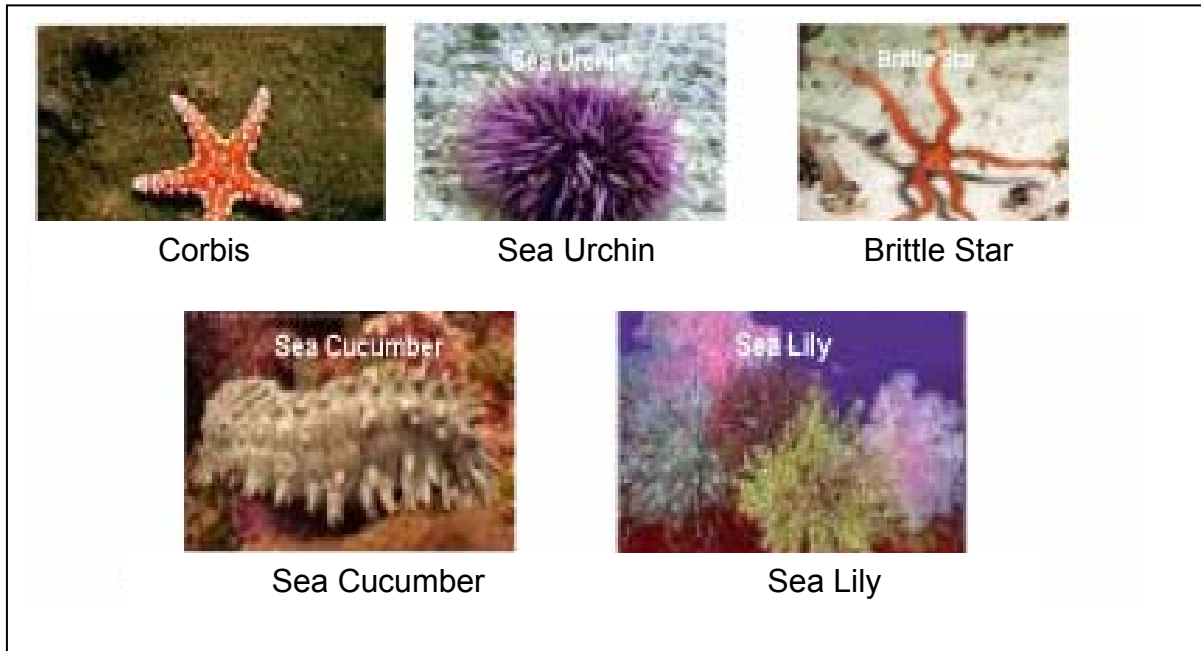 Sea Urchin
Brittle Star
Corbis
Sea Urchin
Brittle Star
Sea Cucumber
Sea Lily
Sea Cucumber
Sea Lily